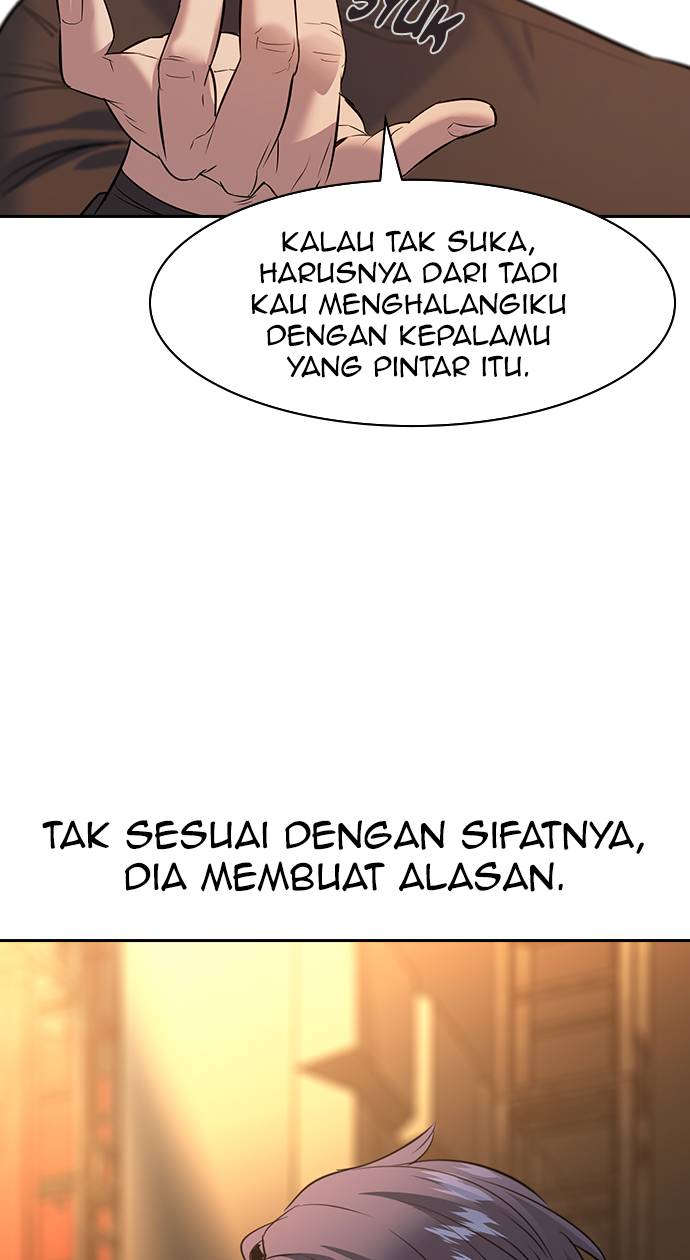 SYUK
KALAU TAK SUKA,
HARUSNYA DARI TADI
KAU MENGHALANGIKU
DENGAN KEPALAMU
YANG PINTAR ITU.
TAK SESUAI DENGAN SIFATNYA,
DIA MEMBUAT ALASAN.